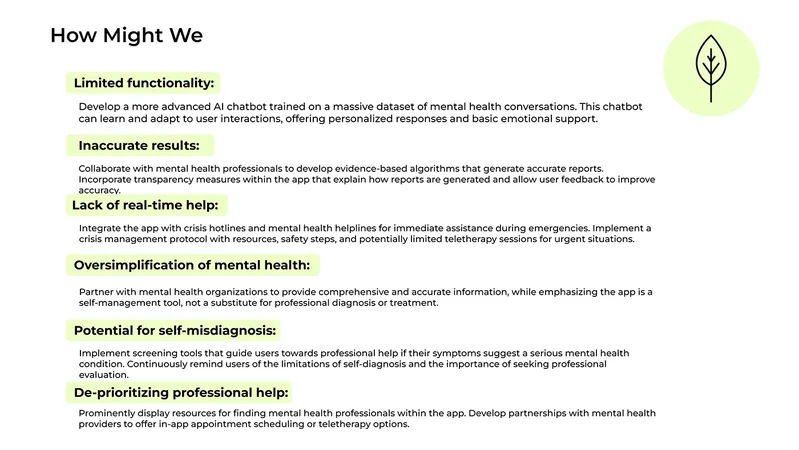 How Might We
Limited functionality:
Develop a more advanced AI chatbot trained on a massive dataset of mental health conversations. This chatbot
can learn and adapt to user interactions, offering personalized responses and basic emotional support.
Inaccurate results:
Collaborate with mental health professionals to develop evidence-based algorithms that generate accurate reports.
Incorporate transparency measures within the app that explain how reports are generated and allow user feedback to improve
accuracy.
Lack of real-time help:
Integrate the app with crisis hotlines and mental health helplines for immediate assistance during emergencies. Implement a
crisis management protocol with resources, safety steps, and potentially limited teletherapy sessions for urgent situations.
Oversimplification of mental health:
Partner with mental health organizations to provide comprehensive and accurate information, while emphasizing the app is a
self-management tool, not a substitute for professional diagnosis or treatment.
Potential for self-misdiagnosis:
Implement screening tools that guide users towards professional help if their symptoms suggest a serious mental health
condition. Continuously remind users of the limitations of self-diagnosis and the importance of seeking professional
evaluation.
De-prioritizing professional help:
Prominently display resources for finding mental health professionals within the app. Develop partnerships with mental health
providers to offer in-app appointment scheduling or teletherapy options.